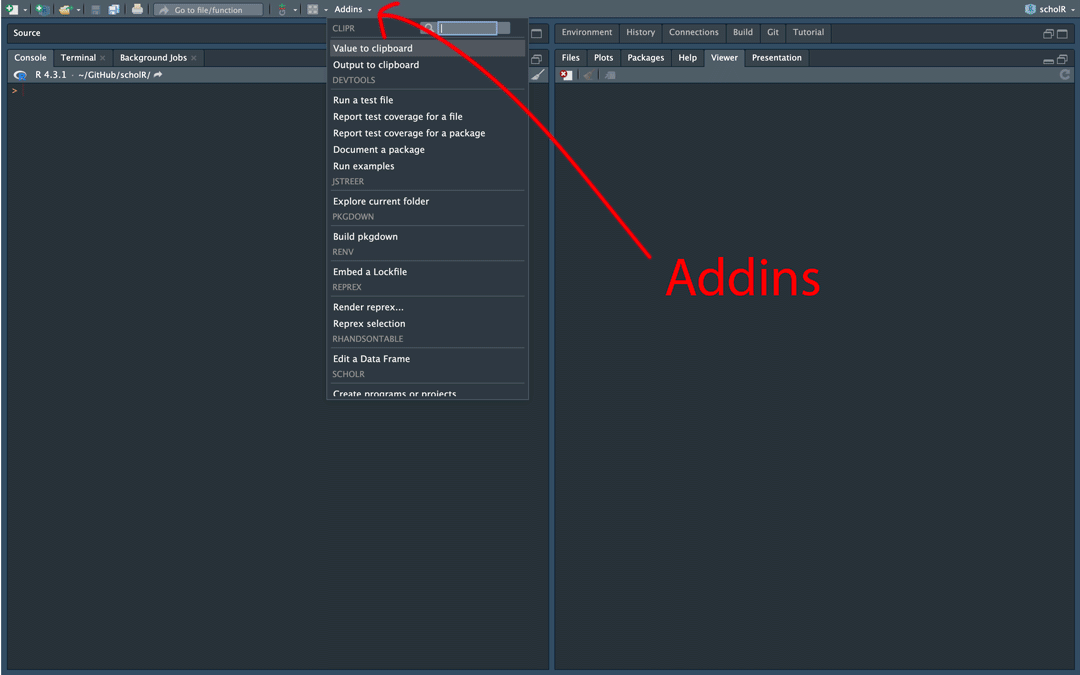 Go to file/function
Addins
scholR
Source
Console
Terminal
Background Jobs
R 4.3.1 · ~/GitHub/scholR/
>
CLIPR
Value to clipboard
Output to clipboard
DEVTOOLS
Run a test file
Report test coverage for a file
Report test coverage for a package
Document a package
Run examples
JSTREER
Explore current folder
PKGDOWN
Build pkgdown
RENV
Embed a Lockfile
REPREX
Render reprex...
Reprex selection
RHANDSONTABLE
Edit a Data Frame
SCHOLR
Create programs or projects
Environment
History
Connections
Build
Git
Tutorial
Files
Plots
Packages
Help
Viewer
Presentation
Addins